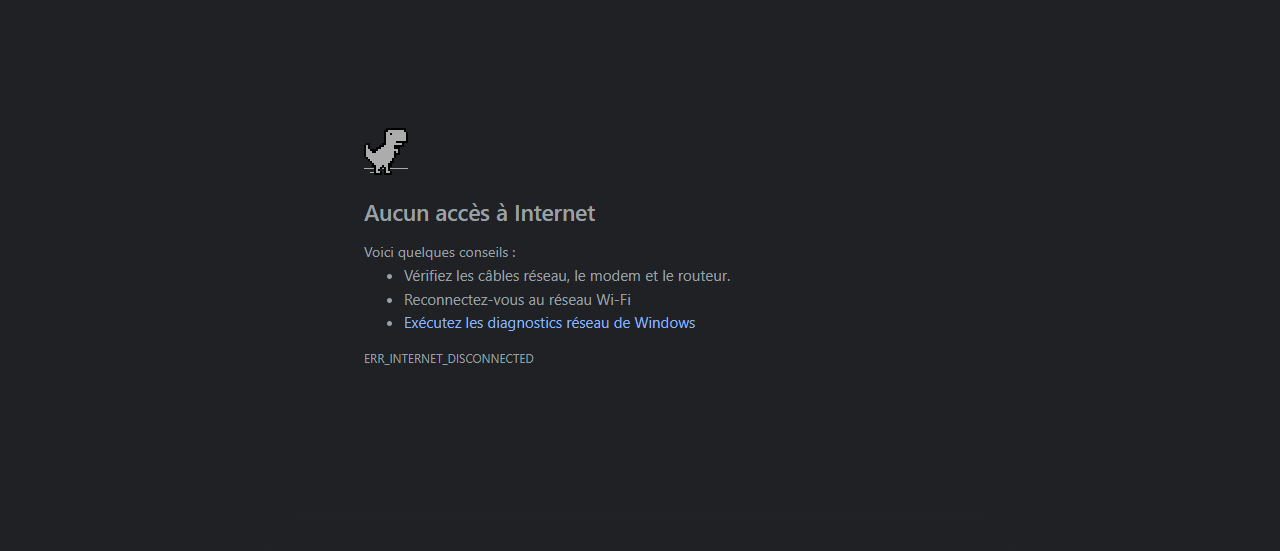 Aucun accès à Internet
Voici quelques conseils :
• Vérifiez les câbles réseau, le modem et le routeur.
• Reconnectez-vous au réseau Wi-Fi
• Exécutez les diagnostics réseau de Windows
ERR_INTERNET_DISCONNECTED